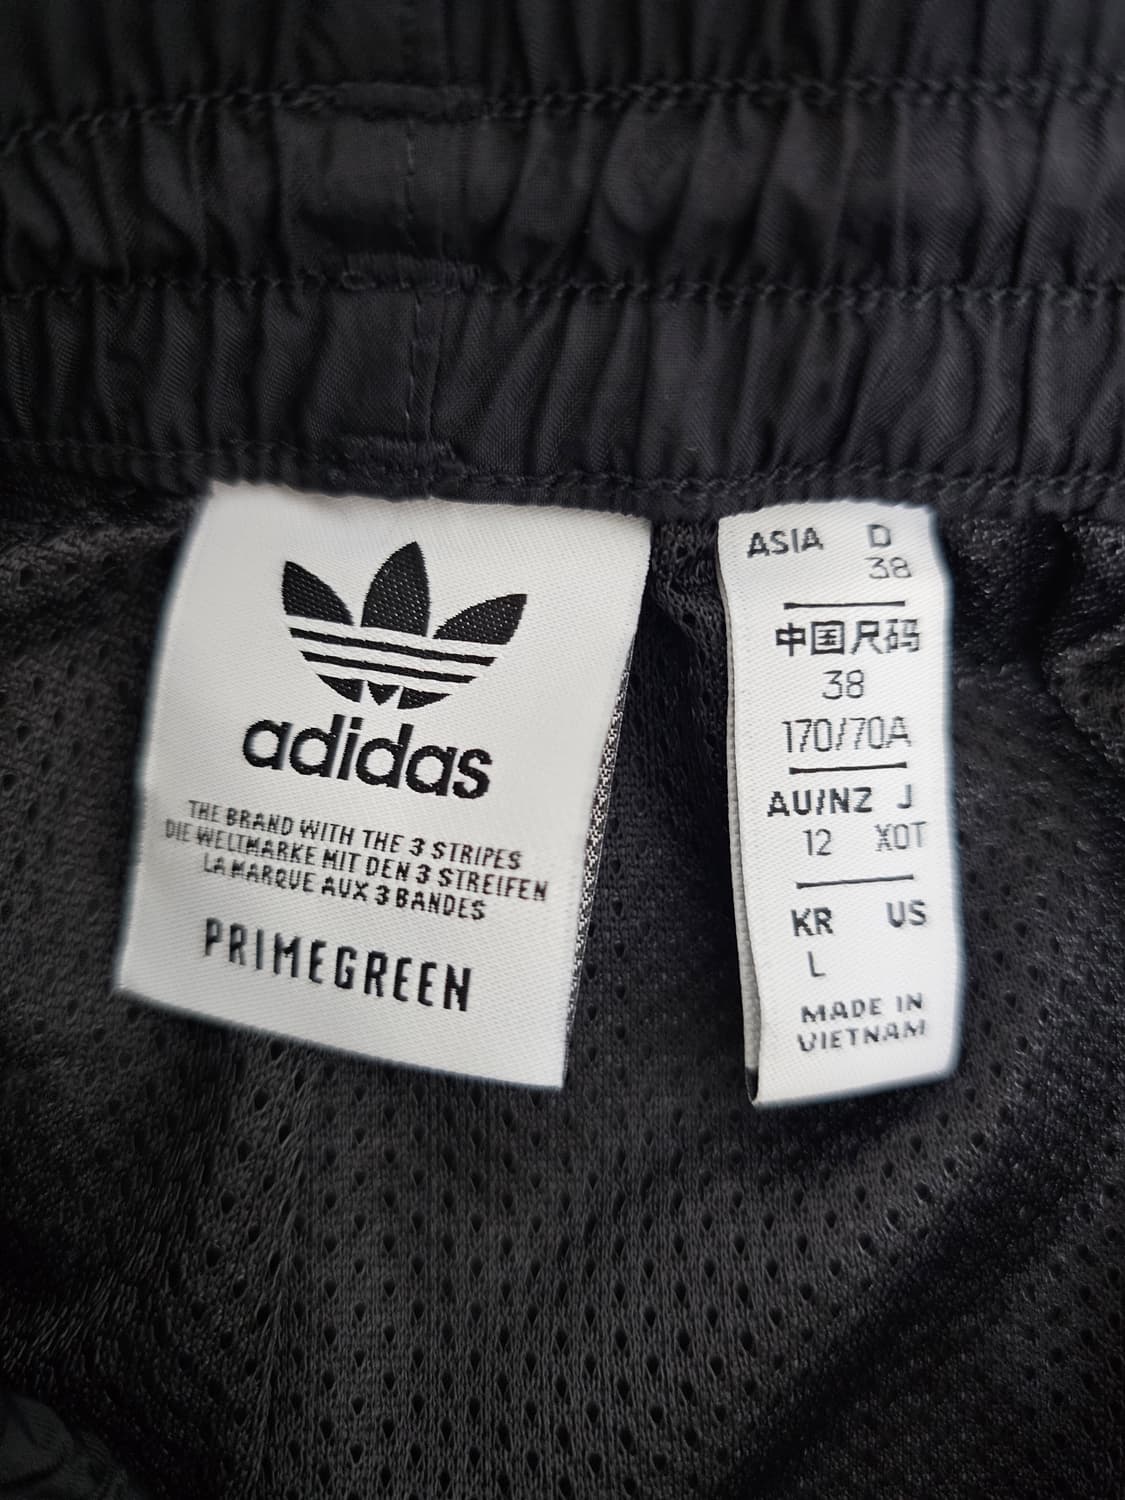 adidas
THE BRAND WITH THE 3 STRIPES
DIE WELTMARKE MIT DEN 3 STREIFEN
LA MARQUE AUX 3 BANDES
PRIMEGREEN
ASIA D
38
中国尺码
38
170/70A
AU/NZ J
12 XOT
KR US
L
MADE IN
VIETNAM